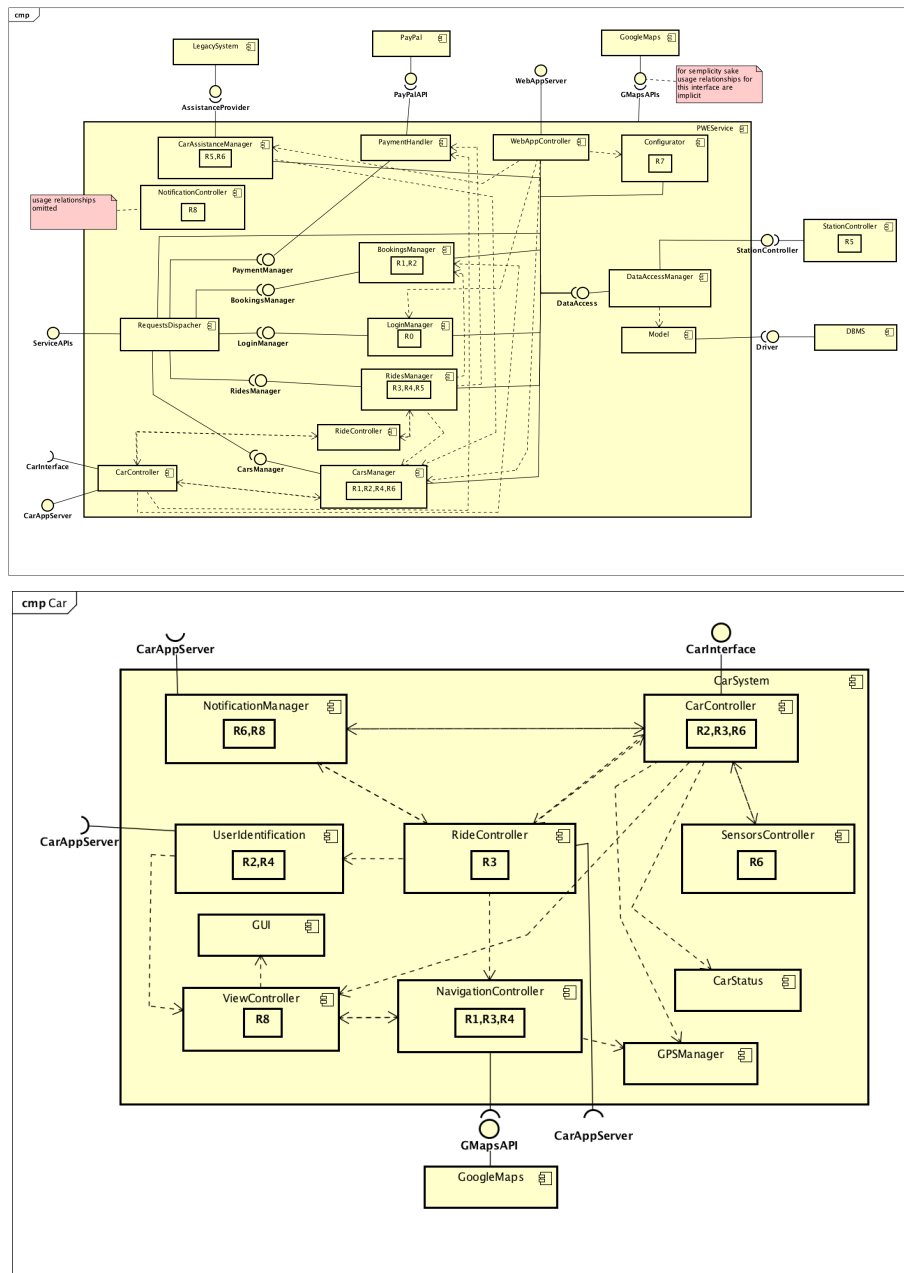 cmp
LegacySystem
PayPal
GoogleMaps
WebAppServer
for semplicity sake
usage relationships for
this interface are
implicit
AssistanceProvider
PayPalAPI
GMapsAPIs
PWEService
CarAssistanceManager
R5,R6
PaymentHandler
WebAppController
Configurator
R7
NotificationController
R8
usage relationships
omitted
StationController
R5
StationController
BookingsManager
R1,R2
PaymentManager
DataAccessManager
BookingsManager
DataAccess
RequestsDispacher
LoginManager
R0
Model
DBMS
ServiceAPIs
LoginManager
Driver
RidesManager
R3,R4,R5
RidesManager
RideController
CarInterface
CarsManager
CarController
CarsManager
R1,R2,R4,R6
CarAppServer
cmp Car
CarAppServer
CarInterface
CarSystem
NotificationManager
R6,R8
CarController
R2,R3,R6
CarAppServer
UserIdentification
R2,R4
RideController
R3
SensorsController
R6
GUI
CarStatus
ViewController
R8
NavigationController
R1,R3,R4
GPSManager
GMapsAPI
CarAppServer
GoogleMaps